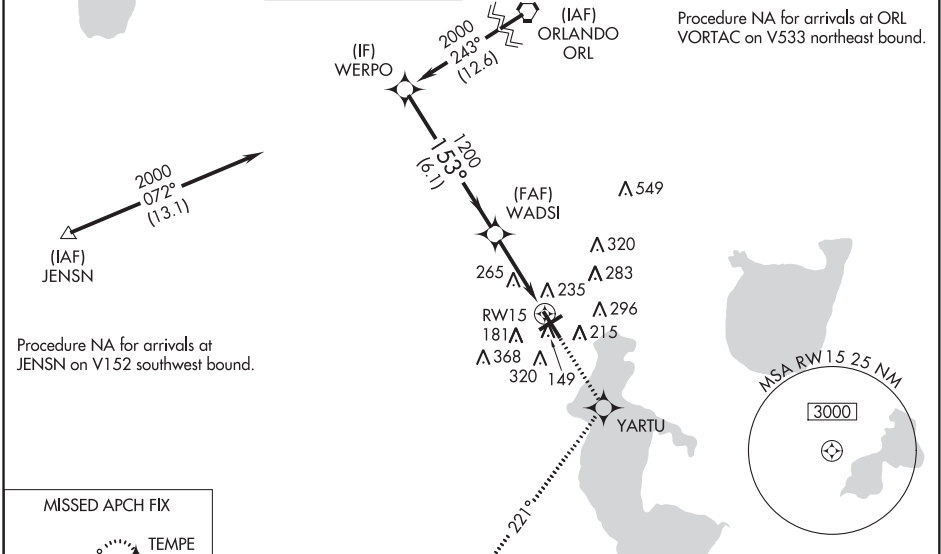 (IAF)
ORLANDO
ORL
Procedure NA for arrivals at ORL
VORTAC on V533 northeast bound.
2000
243°
(12.6)
(IF)
WERPO
1200
153°
(6.1)
2000
072°
(13.1)
(IAF)
JENSN
(FAF)
WADSI
549
320
265
283
235
RW15
296
181
215
368
320
149
Procedure NA for arrivals at
JENSN on V152 southwest bound.
MSA RW15 25 NM
3000
YARTU
221°
MISSED APCH FIX
TEMPE